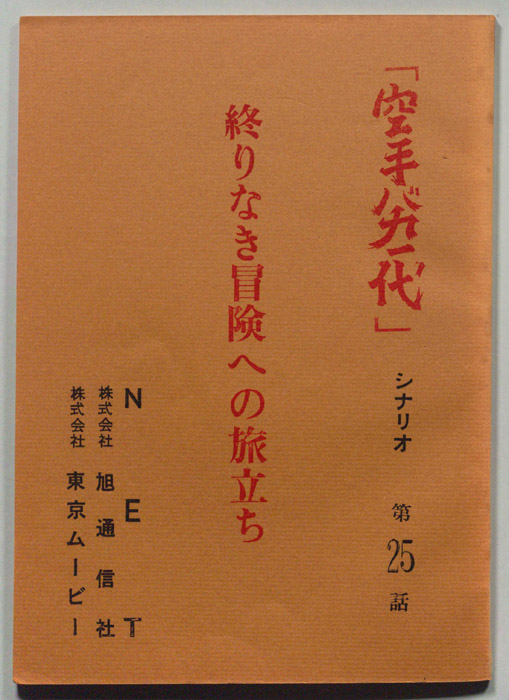 「空手バカ一代」
シナリオ 第25話
終りなき冒険への旅立ち
NET
株式会社 旭通信社
株式会社 東京ムービー